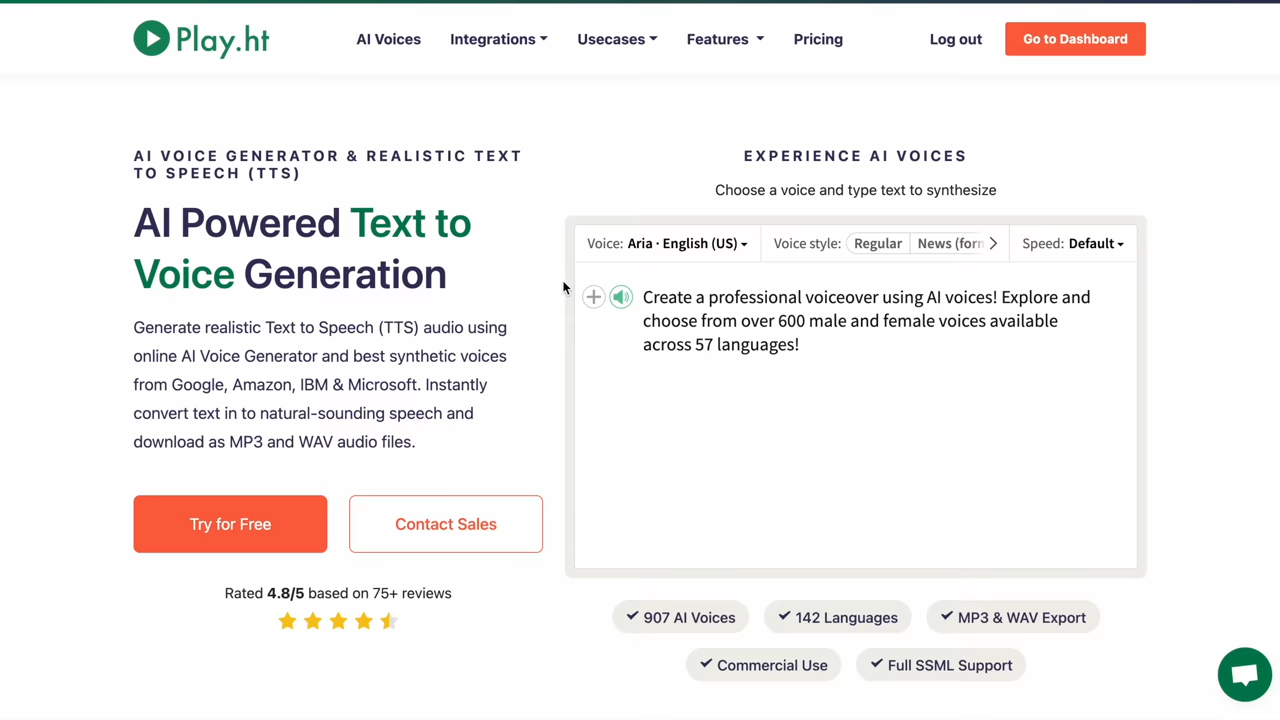 Play.ht
AI Voices
Integrations
Usecases
Features
Pricing
Log out
Go to Dashboard
AI VOICE GENERATOR & REALISTIC TEXT
TO SPEECH (TTS)
AI Powered Text to
Voice Generation
Generate realistic Text to Speech (TTS) audio using
online AI Voice Generator and best synthetic voices
from Google, Amazon, IBM & Microsoft. Instantly
convert text in to natural-sounding speech and
download as MP3 and WAV audio files.
Try for Free
Contact Sales
Rated 4.8/5 based on 75+ reviews
EXPERIENCE AI VOICES
Choose a voice and type text to synthesize
Voice: Aria · English (US)
Voice style: Regular News (form
Speed: Default
Create a professional voiceover using AI voices! Explore and
choose from over 600 male and female voices available
across 57 languages!
907 AI Voices
142 Languages
MP3 & WAV Export
Commercial Use
Full SSML Support